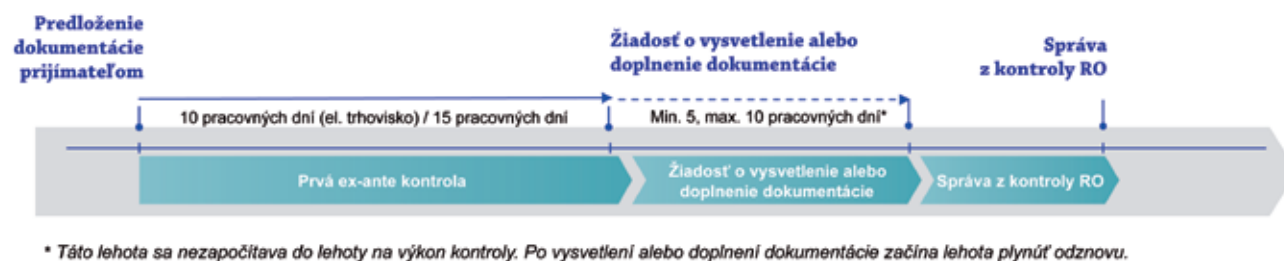 Predloženie
dokumentácie
prijímateľom
Žiadosť o vysvetlenie alebo
doplnenie dokumentácie
Správa
z kontroly RO
10 pracovných dní (el. trhovisko) / 15 pracovných dní
Min. 5, max. 10 pracovných dní*
Prvá ex-ante kontrola
Žiadosť o vysvetlenie alebo
doplnenie dokumentácie
Správa z kontroly RO
* Táto lehota sa nezapočítava do lehoty na výkon kontroly. Po vysvetlení alebo doplnení dokumentácie začína lehota plynúť odznovu.